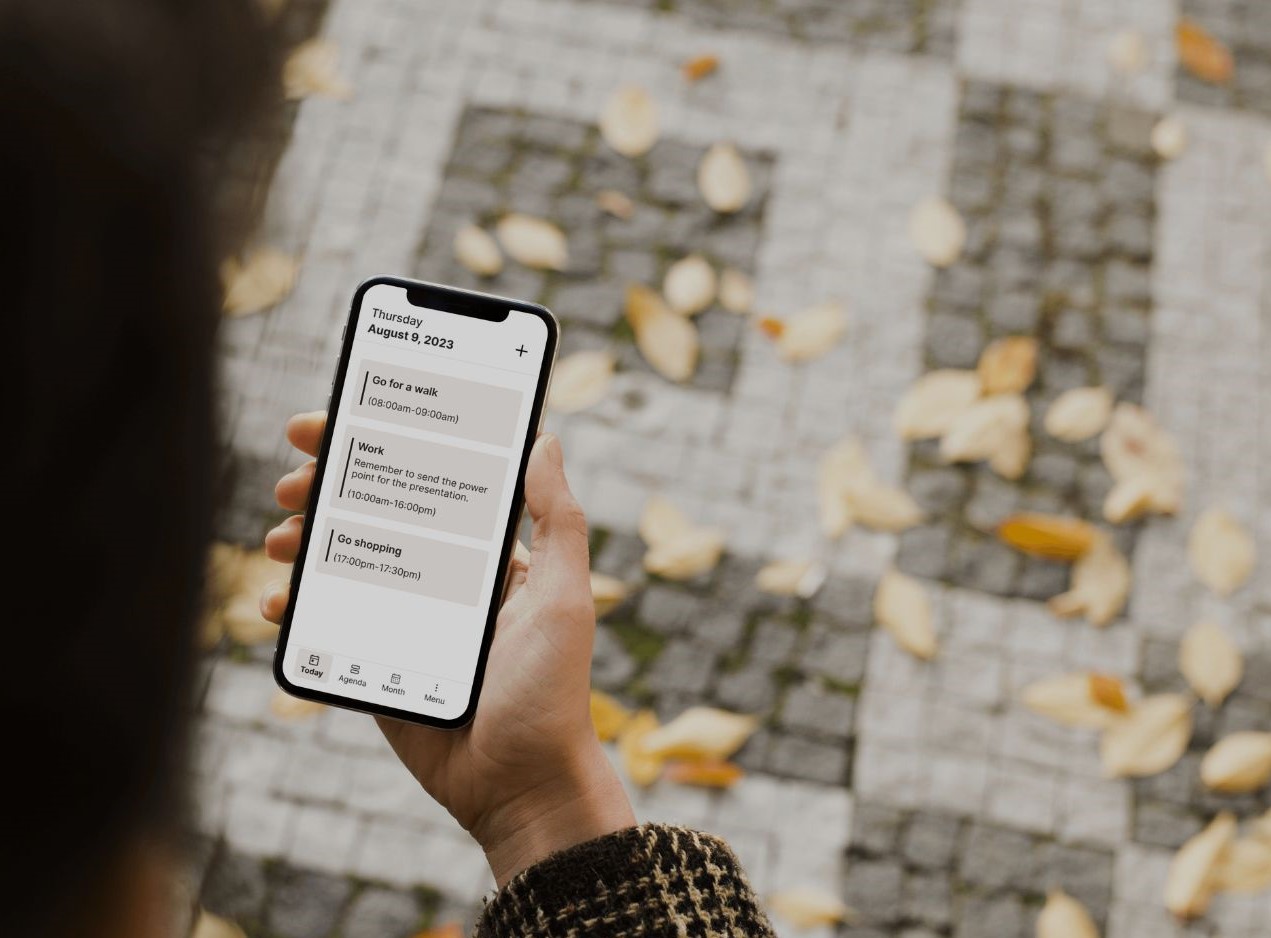 Thursday
August 9, 2023
+
Go for a walk
(08:00am-09:00am)
Work
Remember to send the power
point for the presentation.
(10:00am-16:00pm)
Go shopping
(17:00pm-17:30pm)
Today
Agenda
Month
Menu